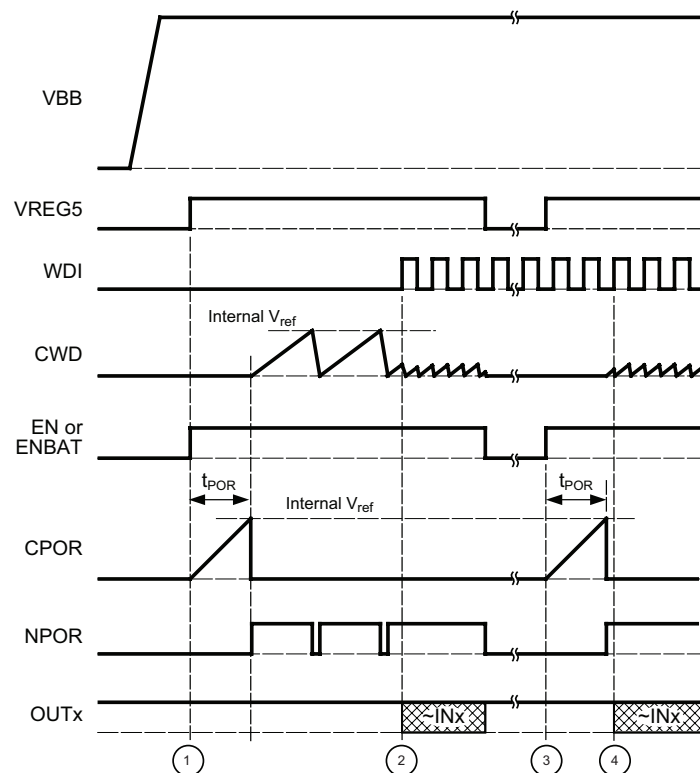 VBB
VREG5
WDI
Internal Vref
CWD
EN or
ENBAT
tPOR
tPOR
Internal Vref
CPOR
NPOR
OUTx
~INx
~INx
1
2
3
4